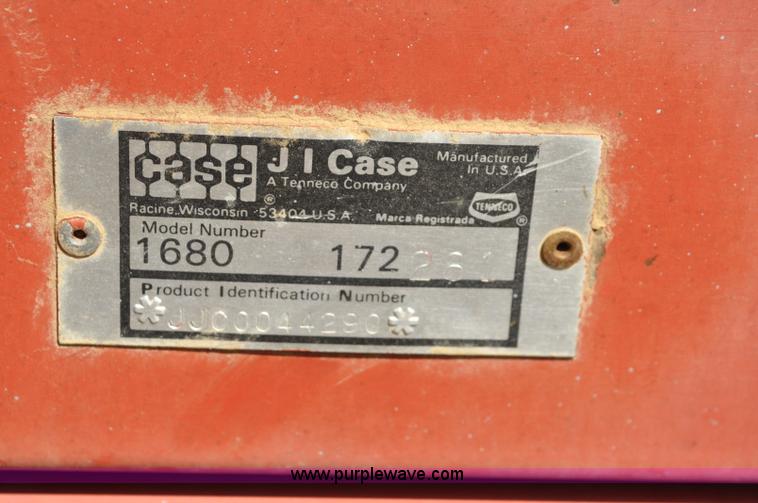 case
J I Case
A Tenneco Company
Manufactured
In U.S.A.
®
Racine, Wisconsin 53404 U.S.A.
Marca Registrada
TENNECO
®
Model Number
1680 172
Product Identification Number
*JJC0044290*
www.purplewave.com